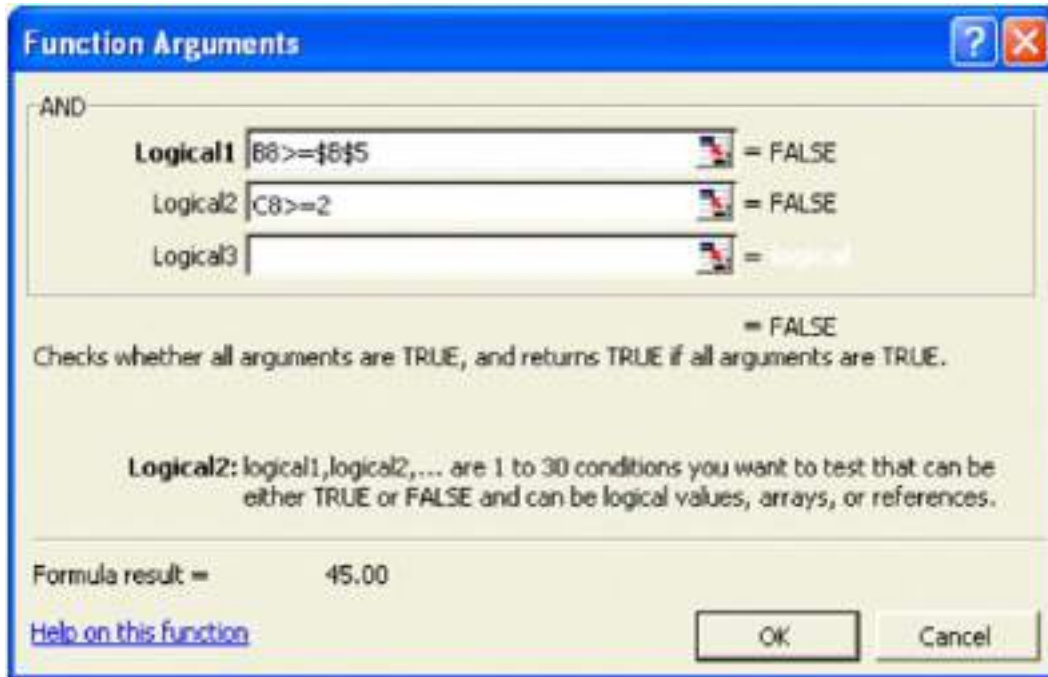 Function Arguments
AND
Logical1 B8>=$B$5 = FALSE
Logical2 C8>=2 = FALSE
Logical3 = logical
= FALSE
Checks whether all arguments are TRUE, and returns TRUE if all arguments are TRUE.
Logical2: logical1,logical2,... are 1 to 30 conditions you want to test that can be
either TRUE or FALSE and can be logical values, arrays, or references.
Formula result = 45.00
Help on this function
OK Cancel